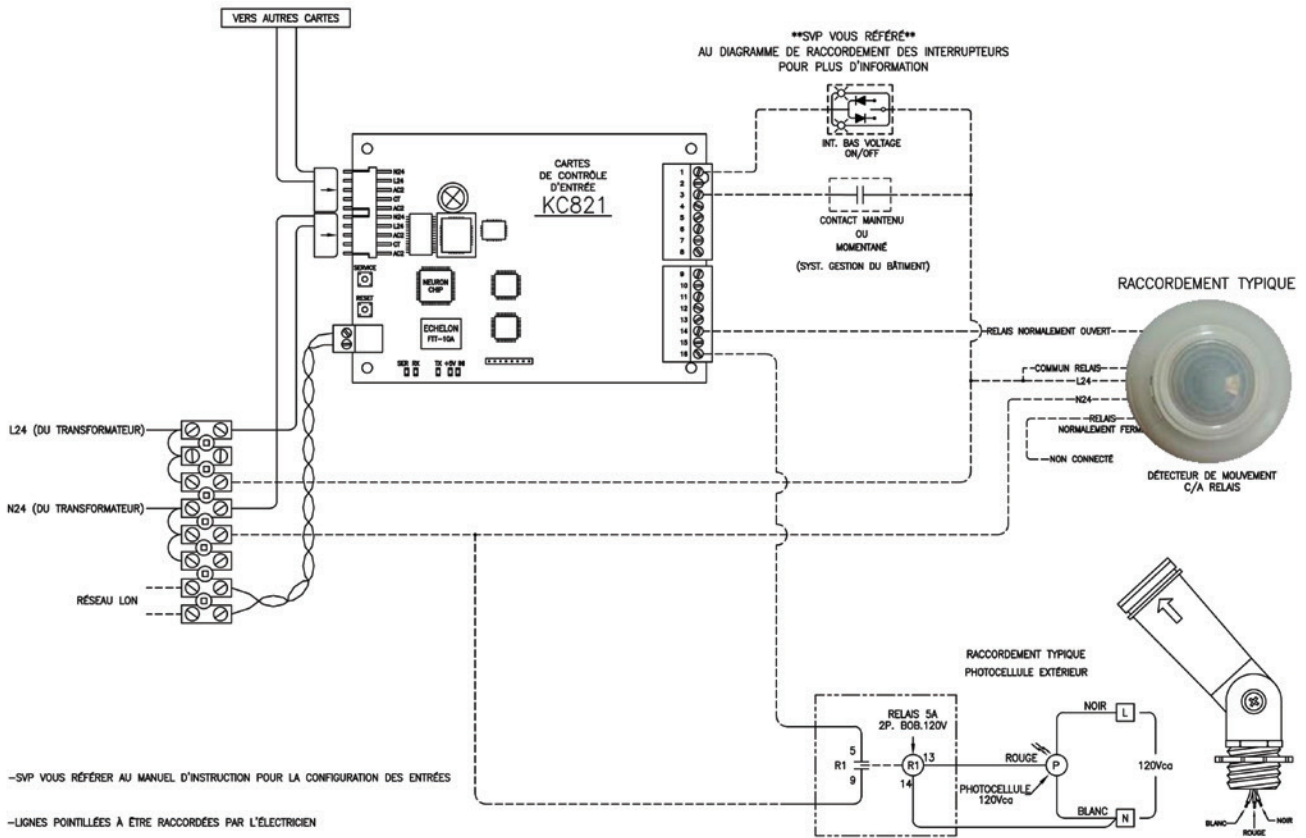 VERS AUTRES CARTES
**SVP VOUS RÉFÉRÉ**
AU DIAGRAMME DE RACCORDEMENT DES INTERRUPTEURS
POUR PLUS D'INFORMATION
INT. BAS VOLTAGE
ON/OFF
CARTES
DE CONTRÔLE
D'ENTRÉE
KC821
N24
L24
AC2
CT
AC2
N24
L24
AC2
CT
AC2
SERVICE
RESET
NEURON
CHIP
ECHELON
FTT-10A
SER RX TX +5V INI
1
2
3
4
5
6
7
8
9
10
11
12
13
14
15
16
CONTACT MAINTENU
OU
MOMENTANÉ
(SYST. GESTION DU BÂTIMENT)
RACCORDEMENT TYPIQUE
RELAIS NORMALEMENT OUVERT
COMMUN RELAIS
L24
N24
RELAIS
NORMALEMENT FERM
NON CONNECTÉ
DÉTECTEUR DE MOUVEMENT
C/A RELAIS
L24 (DU TRANSFORMATEUR)
N24 (DU TRANSFORMATEUR)
RÉSEAU LON
RACCORDEMENT TYPIQUE
PHOTOCELLULE EXTÉRIEUR
RELAIS 5A
2P. BOB.120V
5
R1
9
R1
13
14
ROUGE
NOIR
L
P
120Vca
PHOTOCELLULE
120Vca
BLANC
N
BLANC
ROUGE
NOIR
-SVP VOUS RÉFÉRER AU MANUEL D'INSTRUCTION POUR LA CONFIGURATION DES ENTRÉES
-LIGNES POINTILLÉES À ÊTRE RACCORDÉES PAR L'ÉLECTRICIEN